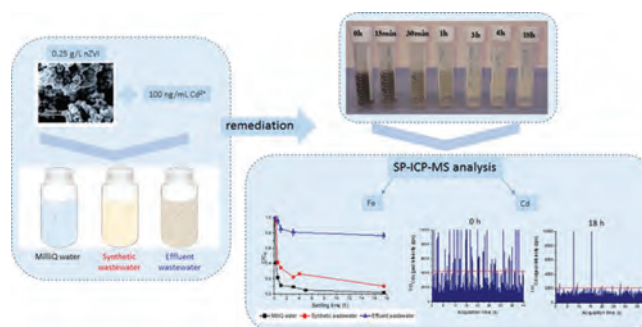 0.25 g/L nZVI
100 ng/mL Cd²⁺
MilliQ water
Synthetic wastewater
Effluent wastewater
remediation
0h
15min
30min
1h
3h
18h
SP-ICP-MS analysis
Fe
Cd
0 h
18 h
Settling time (h)
MilliQ water
Synthetic wastewater
Effluent wastewater
Acquisition time (s)
Acquisition time (s)